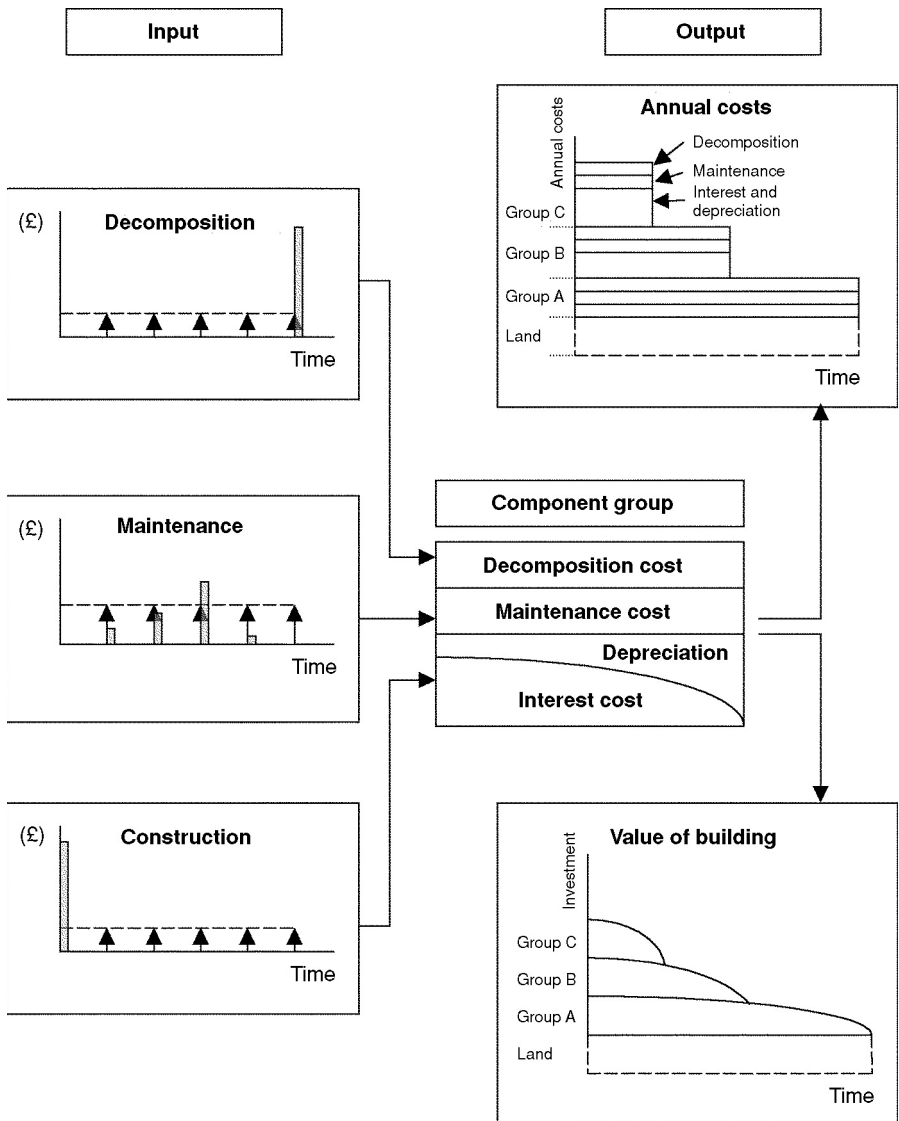 Input
Output
Annual costs
Annual costs
Decomposition
Maintenance
Interest and
depreciation
Group C
Group B
Group A
Land
Time
(£)
Decomposition
Time
(£)
Maintenance
Time
Component group
Decomposition cost
Maintenance cost
Depreciation
Interest cost
(£)
Construction
Time
Value of building
Investment
Group C
Group B
Group A
Land
Time